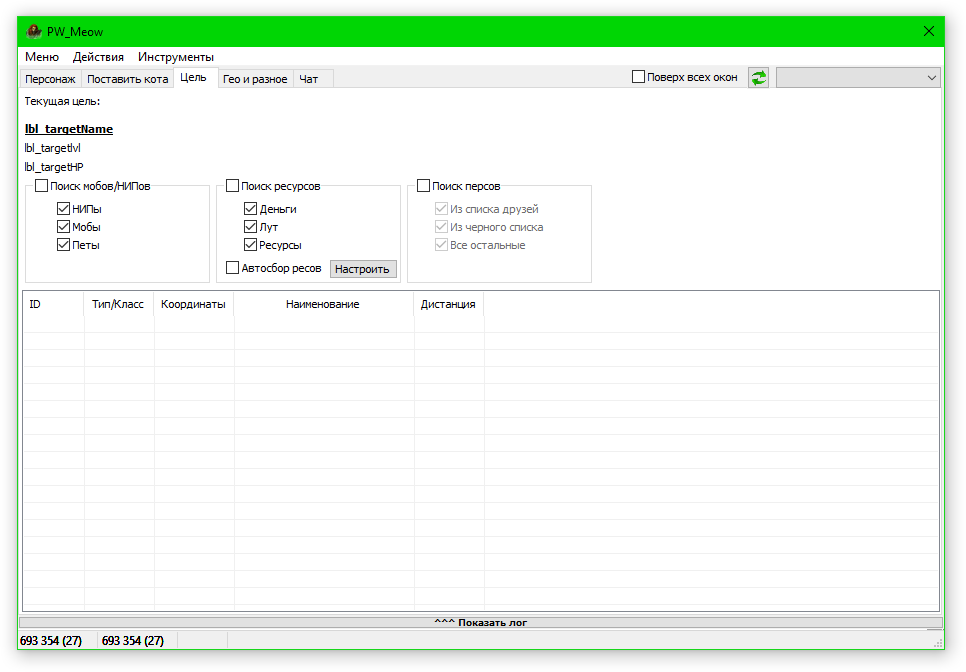 PW_Meow
Меню Действия Инструменты
Персонаж Поставить кота Цель Гео и разное Чат Поверх всех окон
Текущая цель:
lbl_targetName
lbl_targetlvl
lbl_targetHP
Поиск мобов/НИПов Поиск ресурсов Поиск персов
НИПы Деньги Из списка друзей
Мобы Лут Из черного списка
Петы Ресурсы Все остальные
Автосбор ресов Настроить
ID Тип/Класс Координаты Наименование Дистанция
^^^ Показать лог
693 354 (27) 693 354 (27)